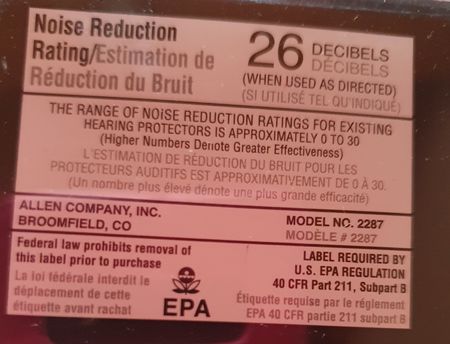 Noise Reduction
Rating/Estimation de
Réduction du Bruit
26 DECIBELS
DÉCIBELS
(WHEN USED AS DIRECTED)
(SI UTILISÉ TEL QU'INDIQUÉ)
THE RANGE OF NOISE REDUCTION RATINGS FOR EXISTING
HEARING PROTECTORS IS APPROXIMATELY 0 TO 30
(Higher Numbers Denote Greater Effectiveness)
L'ESTIMATION DE RÉDUCTION DU BRUIT POUR LES
PROTECTEURS AUDITIFS EST APPROXIMATIVEMENT DE 0 À 30.
(Un nombre plus élevé dénote une plus grande efficacité)
ALLEN COMPANY, INC.
BROOMFIELD, CO
MODEL NO. 2287
MODÈLE # 2287
Federal law prohibits removal of
this label prior to purchase
La loi fédérale interdit le
déplacement de cette
étiquette avant rachat
EPA
LABEL REQUIRED BY
U.S. EPA REGULATION
40 CFR Part 211, Subpart B
Étiquette requise par le réglement
EPA 40 CFR partie 211 subpart B